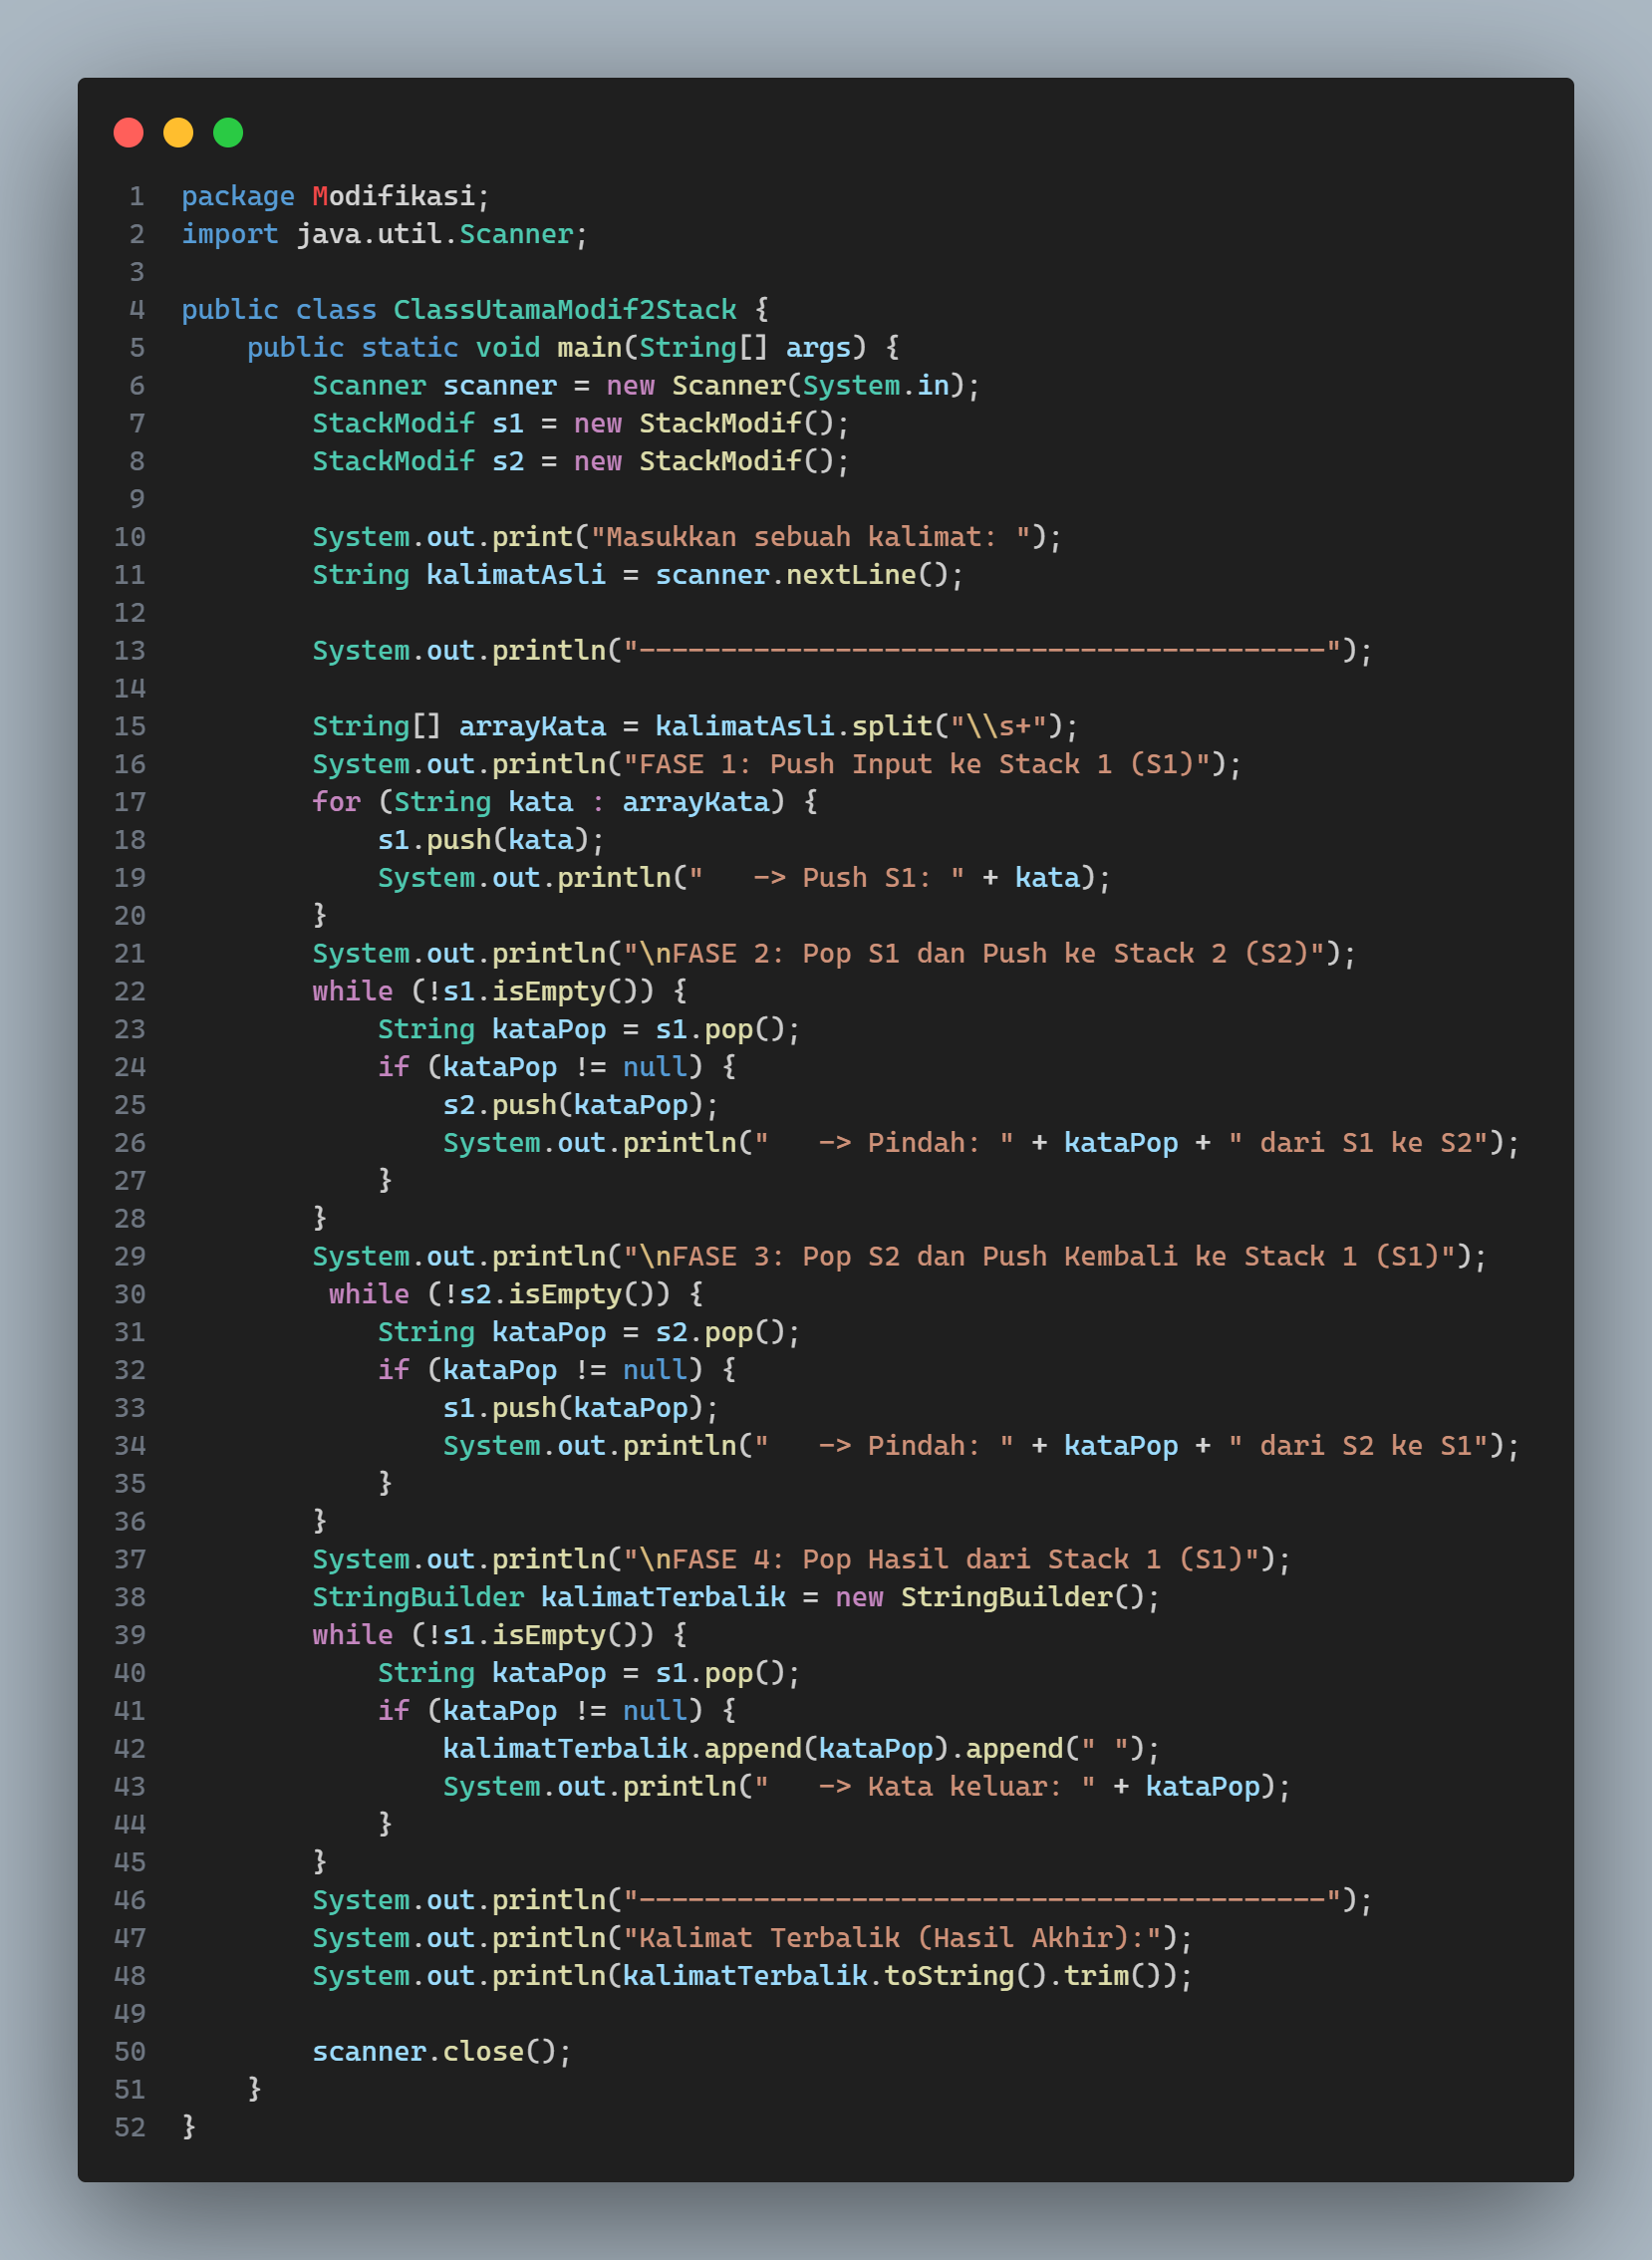 1 package Modifikasi;
2 import java.util.Scanner;
3
4 public class ClassUtamaModif2Stack {
5     public static void main(String[] args) {
6         Scanner scanner = new Scanner(System.in);
7         StackModif s1 = new StackModif();
8         StackModif s2 = new StackModif();
9
10         System.out.print("Masukkan sebuah kalimat: ");
11         String kalimatAsli = scanner.nextLine();
12
13         System.out.println("------------------------------------------");
14
15         String[] arrayKata = kalimatAsli.split("\\s+");
16         System.out.println("FASE 1: Push Input ke Stack 1 (S1)");
17         for (String kata : arrayKata) {
18             s1.push(kata);
19             System.out.println("   -> Push S1: " + kata);
20         }
21         System.out.println("\nFASE 2: Pop S1 dan Push ke Stack 2 (S2)");
22         while (!s1.isEmpty()) {
23             String kataPop = s1.pop();
24             if (kataPop != null) {
25                 s2.push(kataPop);
26                 System.out.println("   -> Pindah: " + kataPop + " dari S1 ke S2");
27             }
28         }
29         System.out.println("\nFASE 3: Pop S2 dan Push Kembali ke Stack 1 (S1)");
30          while (!s2.isEmpty()) {
31             String kataPop = s2.pop();
32             if (kataPop != null) {
33                 s1.push(kataPop);
34                 System.out.println("   -> Pindah: " + kataPop + " dari S2 ke S1");
35             }
36         }
37         System.out.println("\nFASE 4: Pop Hasil dari Stack 1 (S1)");
38         StringBuilder kalimatTerbalik = new StringBuilder();
39         while (!s1.isEmpty()) {
40             String kataPop = s1.pop();
41             if (kataPop != null) {
42                 kalimatTerbalik.append(kataPop).append(" ");
43                 System.out.println("   -> Kata keluar: " + kataPop);
44             }
45         }
46         System.out.println("------------------------------------------");
47         System.out.println("Kalimat Terbalik (Hasil Akhir):");
48         System.out.println(kalimatTerbalik.toString().trim());
49
50         scanner.close();
51     }
52 }